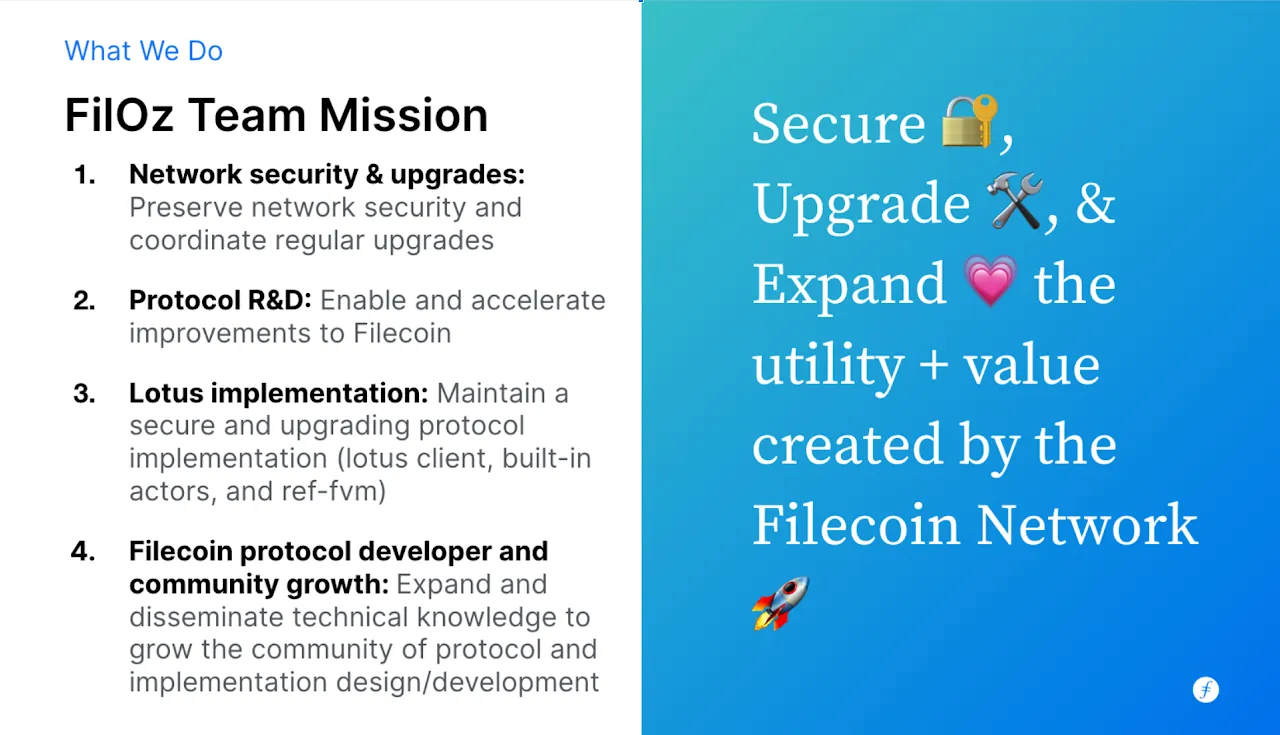 What We Do
FilOz Team Mission
1. Network security & upgrades:
Preserve network security and
coordinate regular upgrades
2. Protocol R&D: Enable and accelerate
improvements to Filecoin
3. Lotus implementation: Maintain a
secure and upgrading protocol
implementation (lotus client, built-in
actors, and ref-fvm)
4. Filecoin protocol developer and
community growth: Expand and
disseminate technical knowledge to
grow the community of protocol and
implementation design/development
Secure 🔐,
Upgrade 🛠️, &
Expand 💗 the
utility + value
created by the
Filecoin Network
🚀